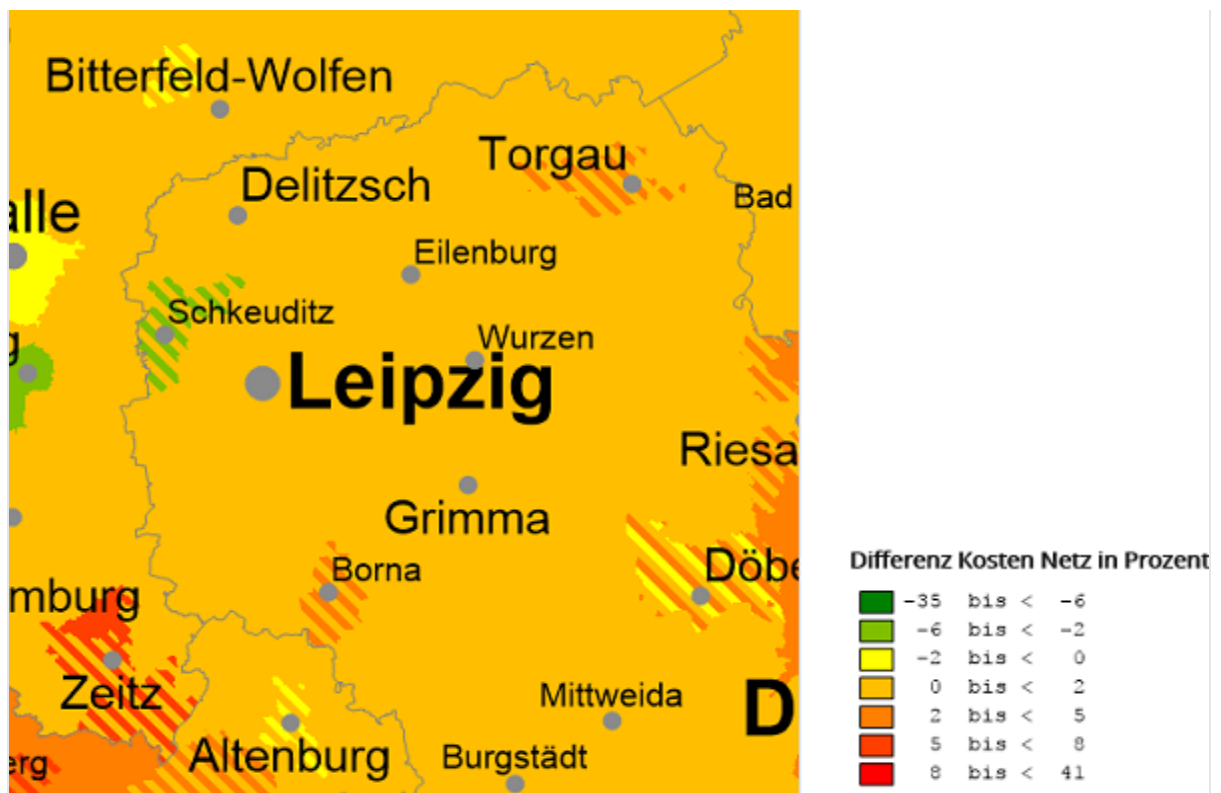 Bitterfeld-Wolfen
Torgau
Delitzsch
Bad
alle
Eilenburg
Schkeuditz
Wurzen
g
Leipzig
Riesa
Grimma
Döbe
Borna
mburg
Zeitz
Mittweida
D
Altenburg
Burgstädt
erg
Differenz Kosten Netz in Prozent
-35 bis < -6
-6 bis < -2
-2 bis < 0
0 bis < 2
2 bis < 5
5 bis < 8
8 bis < 41